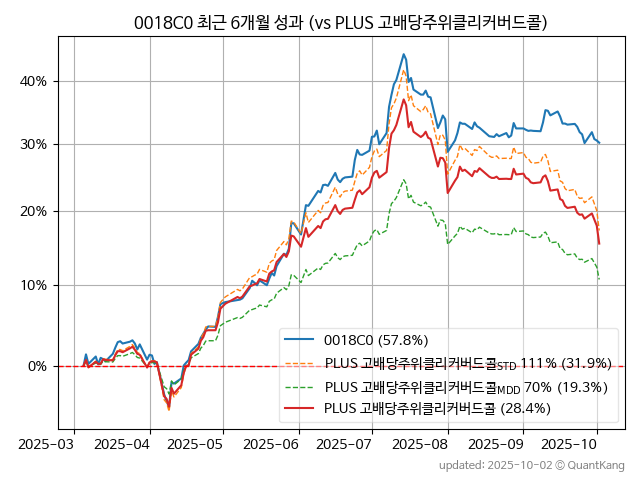 0018C0 최근 6개월 성과 (vs PLUS 고배당주위클리커버드콜)
40%
30%
20%
10%
0%
0018C0 (57.8%)
PLUS 고배당주위클리커버드콜STD 111% (31.9%)
PLUS 고배당주위클리커버드콜MDD 70% (19.3%)
PLUS 고배당주위클리커버드콜 (28.4%)
2025-03 2025-04 2025-05 2025-06 2025-07 2025-08 2025-09 2025-10
updated: 2025-10-02 © QuantKang